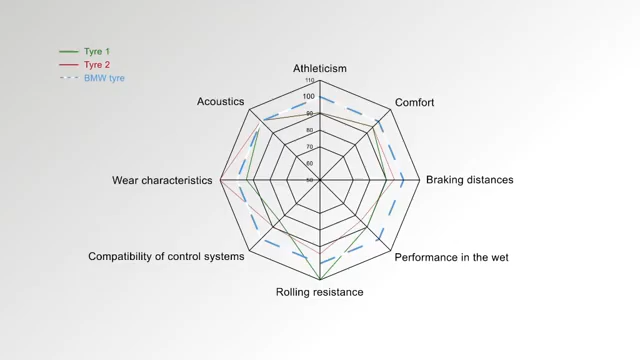 Tyre 1
Tyre 2
BMW tyre
Athleticism
110
100
90
80
70
60
50
Acoustics
Comfort
Wear characteristics
Braking distances
Compatibility of control systems
Performance in the wet
Rolling resistance